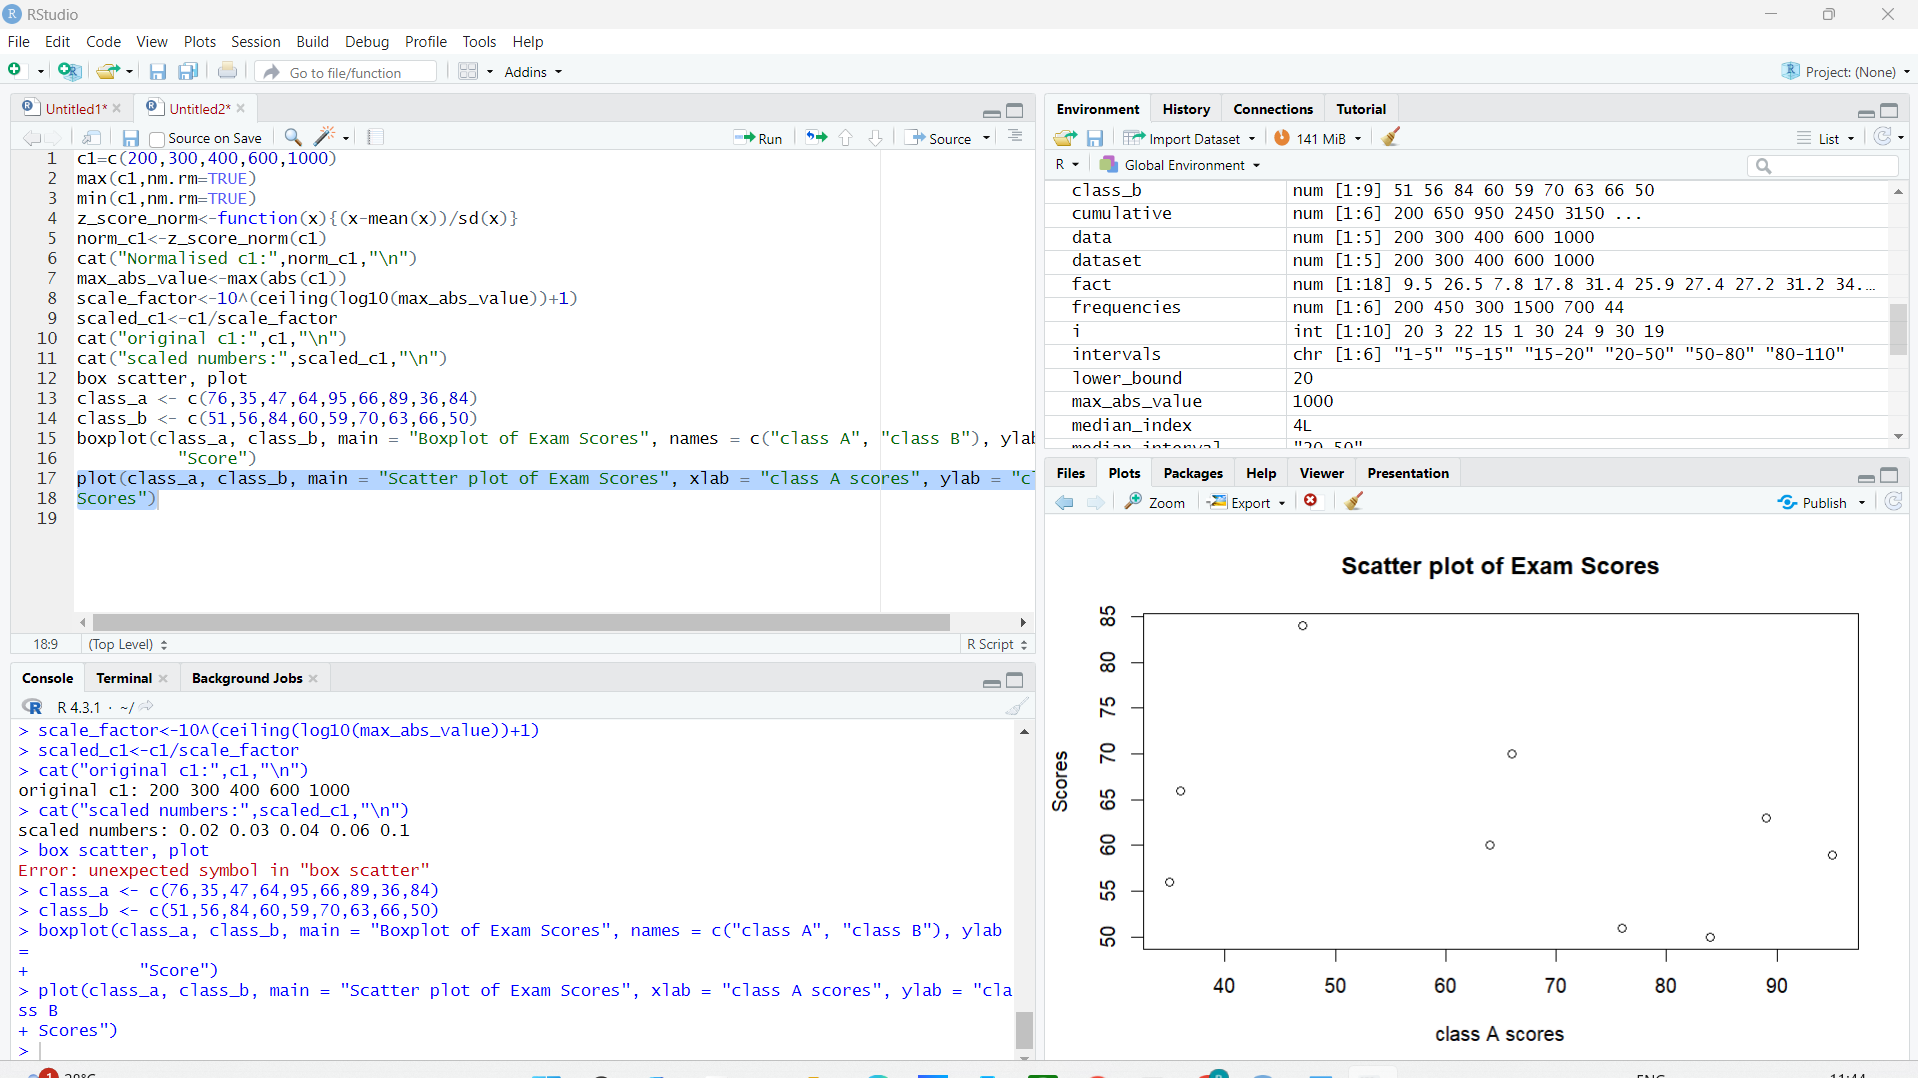 RStudio
File Edit Code View Plots Session Build Debug Profile Tools Help
Go to file/function Addins Project: (None)
Untitled1* Untitled2*
Source on Save Run Source
1 c1=c(200,300,400,600,1000)
2 max(c1,nm.rm=TRUE)
3 min(c1,nm.rm=TRUE)
4 z_score_norm<-function(x){(x-mean(x))/sd(x)}
5 norm_c1<-z_score_norm(c1)
6 cat("Normalised c1:",norm_c1,"\n")
7 max_abs_value<-max(abs(c1))
8 scale_factor<-10^(ceiling(log10(max_abs_value))+1)
9 scaled_c1<-c1/scale_factor
10 cat("original c1:",c1,"\n")
11 cat("scaled numbers:",scaled_c1,"\n")
12 box scatter, plot
13 class_a <- c(76,35,47,64,95,66,89,36,84)
14 class_b <- c(51,56,84,60,59,70,63,66,50)
15 boxplot(class_a, class_b, main = "Boxplot of Exam Scores", names = c("class A", "class B"), ylab
16 "Score")
17 plot(class_a, class_b, main = "Scatter plot of Exam Scores", xlab = "class A scores", ylab = "cl
18 Scores")
19
18:9 (Top Level) R Script
Console Terminal Background Jobs
R 4.3.1 · ~/
> scale_factor<-10^(ceiling(log10(max_abs_value))+1)
> scaled_c1<-c1/scale_factor
> cat("original c1:",c1,"\n")
original c1: 200 300 400 600 1000
> cat("scaled numbers:",scaled_c1,"\n")
scaled numbers: 0.02 0.03 0.04 0.06 0.1
> box scatter, plot
Error: unexpected symbol in "box scatter"
> class_a <- c(76,35,47,64,95,66,89,36,84)
> class_b <- c(51,56,84,60,59,70,63,66,50)
> boxplot(class_a, class_b, main = "Boxplot of Exam Scores", names = c("class A", "class B"), ylab
=
+ "Score")
> plot(class_a, class_b, main = "Scatter plot of Exam Scores", xlab = "class A scores", ylab = "cla
ss B
+ Scores")
>
Environment History Connections Tutorial
Import Dataset 141 MiB List
R Global Environment
class_b num [1:9] 51 56 84 60 59 70 63 66 50
cumulative num [1:6] 200 650 950 2450 3150 ...
data num [1:5] 200 300 400 600 1000
dataset num [1:5] 200 300 400 600 1000
fact num [1:18] 9.5 26.5 7.8 17.8 31.4 25.9 27.4 27.2 31.2 34.…
frequencies num [1:6] 200 450 300 1500 700 44
i int [1:10] 20 3 22 15 1 30 24 9 30 19
intervals chr [1:6] "1-5" "5-15" "15-20" "20-50" "50-80" "80-110"
lower_bound 20
max_abs_value 1000
median_index 4L
median_interval "20-50"
Files Plots Packages Help Viewer Presentation
Zoom Export Publish
Scatter plot of Exam Scores
85
80
75
70
65
60
55
50
Scores
40 50 60 70 80 90
class A scores
1